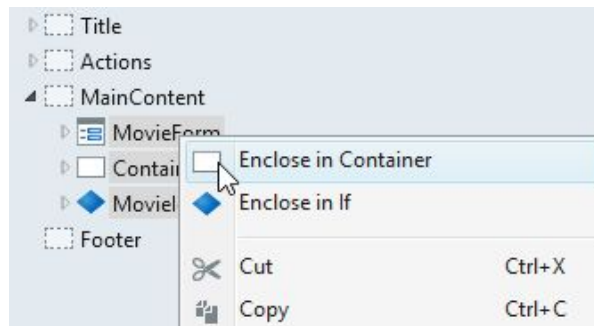 Title
Actions
MainContent
MovieForm
Enclose in Container
Enclose in If
Footer
Cut Ctrl+X
Copy Ctrl+C